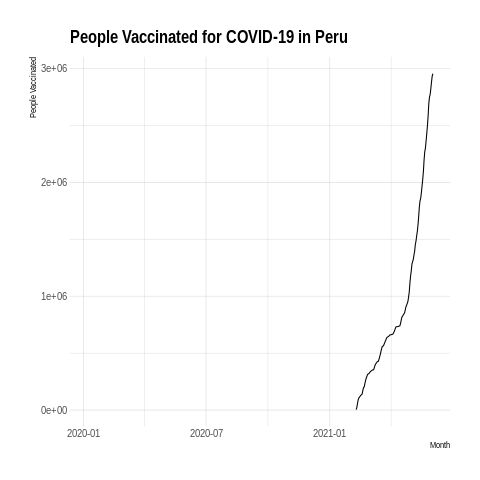 People Vaccinated for COVID-19 in Peru
People Vaccinated
3e+06
2e+06
1e+06
0e+00
2020-01 2020-07 2021-01
Month